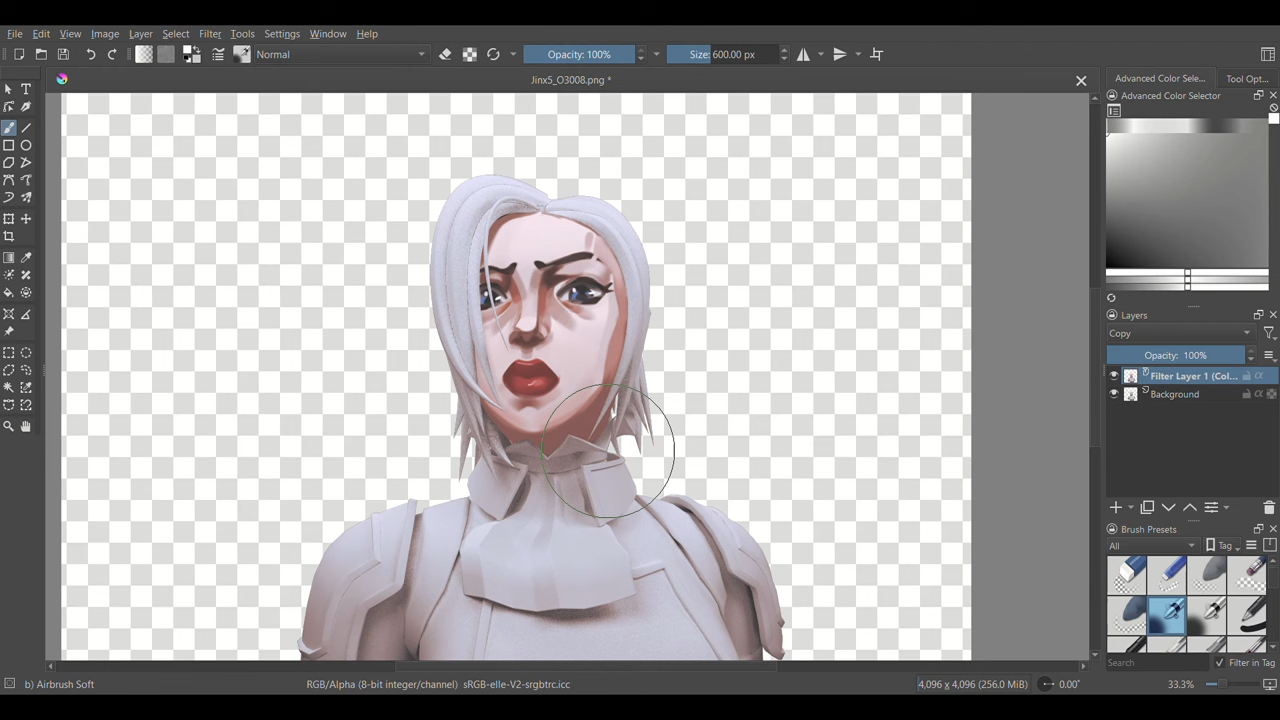 File Edit View Image Layer Select Filter Tools Settings Window Help
Normal Opacity: 100% Size: 600.00 px
Jinx5_O3008.png *
Advanced Color Sele... Tool Opt...
Advanced Color Selector
Layers
Copy
Opacity: 100%
Filter Layer 1 (Col...
Background
Brush Presets
All Tag
Search Filter in Tag
b) Airbrush Soft RGB/Alpha (8-bit integer/channel) sRGB-elle-V2-srgbtrc.icc 4,096 x 4,096 (256.0 MiB) 0.00° 33.3%